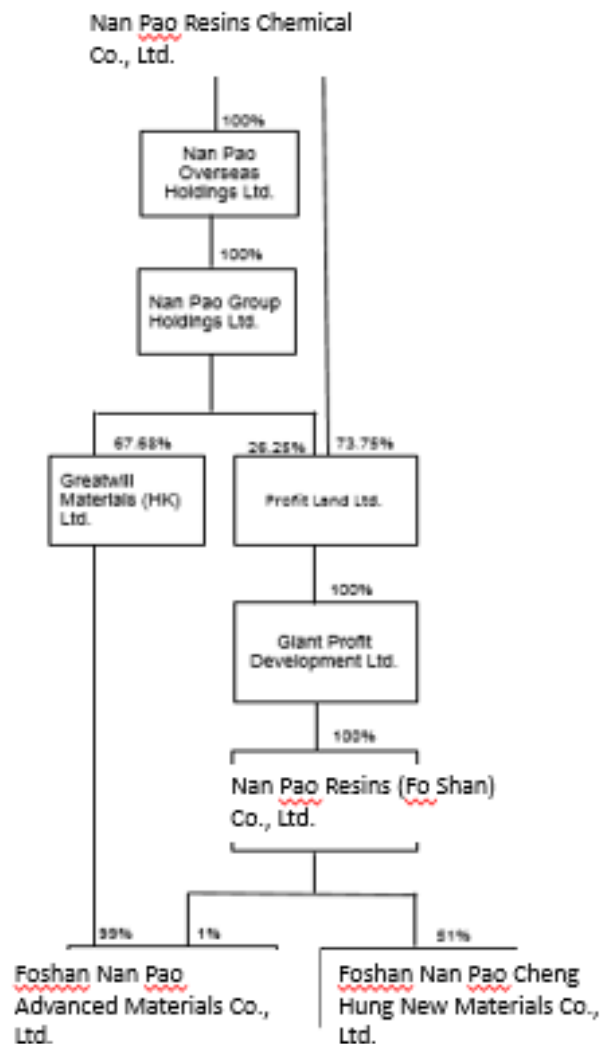 Nan Pao Resins Chemical
Co., Ltd.
100%
Nan Pao
Overseas
Holdings Ltd.
100%
Nan Pao Group
Holdings Ltd.
67.68%
26.25%
73.75%
Greatwill
Materials (HK)
Ltd.
Profit Land Ltd.
100%
Giant Profit
Development Ltd.
100%
Nan Pao Resins (Fo Shan)
Co., Ltd.
99%
1%
51%
Foshan Nan Pao
Advanced Materials Co.,
Ltd.
Foshan Nan Pao Cheng
Hung New Materials Co.,
Ltd.